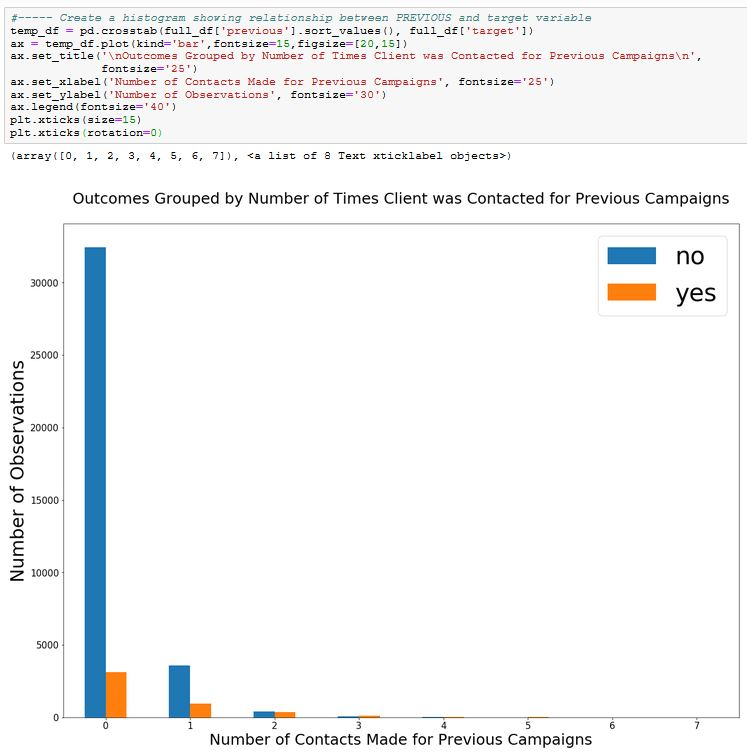 #----- Create a histogram showing relationship between PREVIOUS and target variable
temp_df = pd.crosstab(full_df['previous'].sort_values(), full_df['target'])
ax = temp_df.plot(kind='bar',fontsize=15,figsize=[20,15])
ax.set_title('\nOutcomes Grouped by Number of Times Client was Contacted for Previous Campaigns\n',
fontsize='25')
ax.set_xlabel('Number of Contacts Made for Previous Campaigns', fontsize='25')
ax.set_ylabel('Number of Observations', fontsize='30')
ax.legend(fontsize='40')
plt.xticks(size=15)
plt.xticks(rotation=0)
(array([0, 1, 2, 3, 4, 5, 6, 7]), <a list of 8 Text xticklabel objects>)
Outcomes Grouped by Number of Times Client was Contacted for Previous Campaigns
no
yes
30000
25000
20000
15000
10000
5000
0
Number of Observations
0 1 2 3 4 5 6 7
Number of Contacts Made for Previous Campaigns